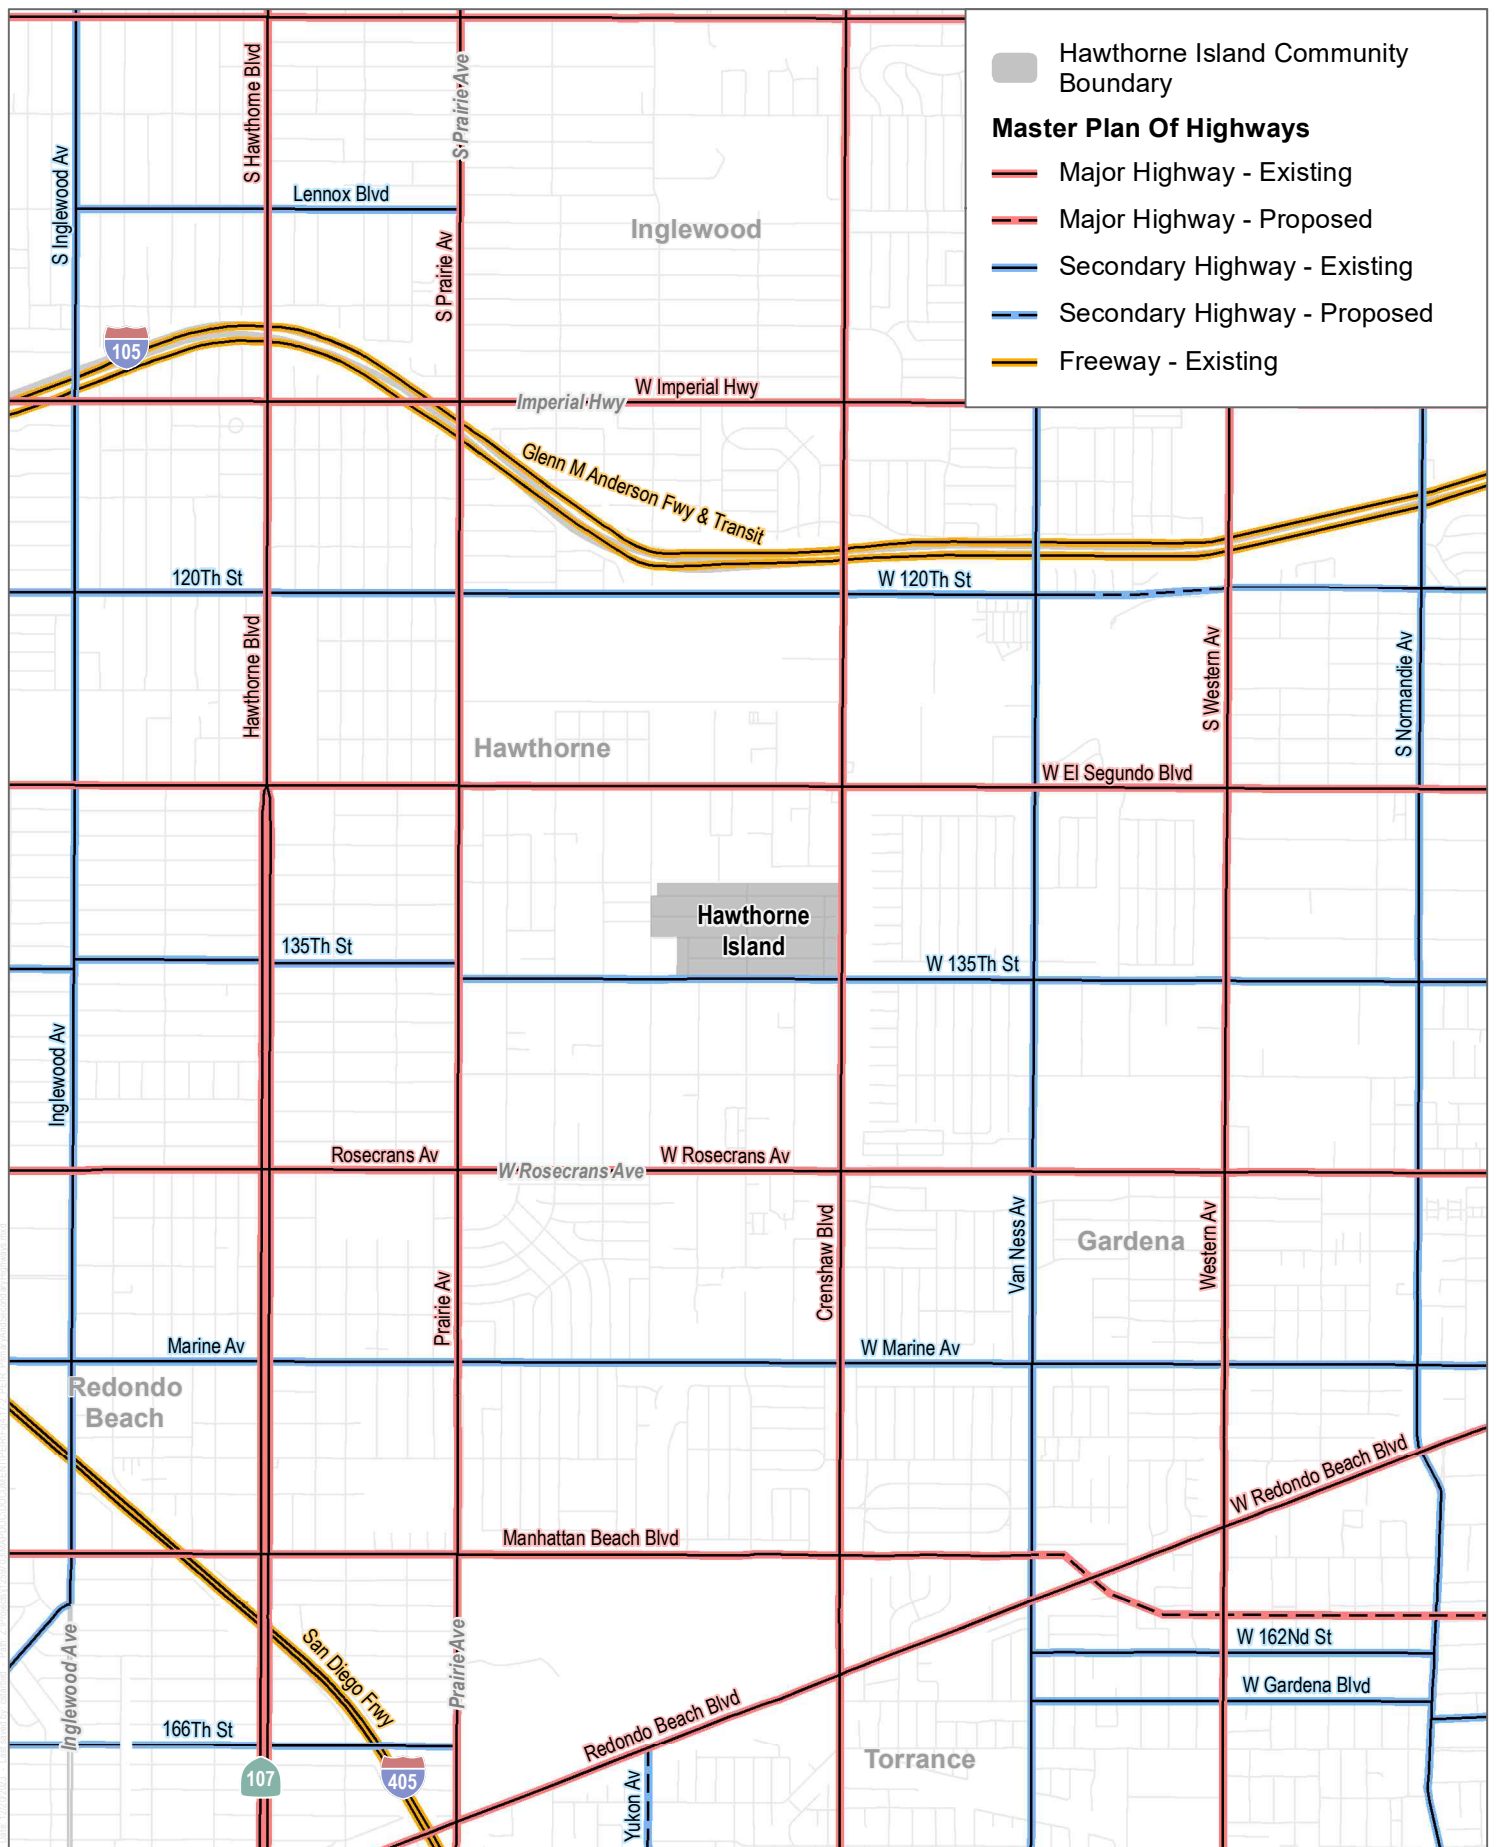 Hawthorne Island Community
Boundary
Master Plan Of Highways
Major Highway - Existing
Major Highway - Proposed
Secondary Highway - Existing
Secondary Highway - Proposed
Freeway - Existing
S Inglewood Av
S Hawthorne Blvd
S Prairie Ave
Lennox Blvd
S Prairie Av
Inglewood
105
W Imperial Hwy
Imperial Hwy
Glenn M Anderson Fwy & Transit
120Th St
W 120Th St
Hawthorne Blvd
S Western Av
S Normandie Av
Hawthorne
W El Segundo Blvd
Hawthorne
Island
135Th St
W 135Th St
Inglewood Av
Rosecrans Av
W Rosecrans Ave
W Rosecrans Av
Prairie Av
Crenshaw Blvd
Van Ness Av
Gardena
Western Av
Marine Av
W Marine Av
Redondo
Beach
W Redondo Beach Blvd
Manhattan Beach Blvd
Inglewood Ave
San Diego Frwy
Prairie Ave
W 162Nd St
W Gardena Blvd
166Th St
Redondo Beach Blvd
Torrance
107
405
Yukon Av